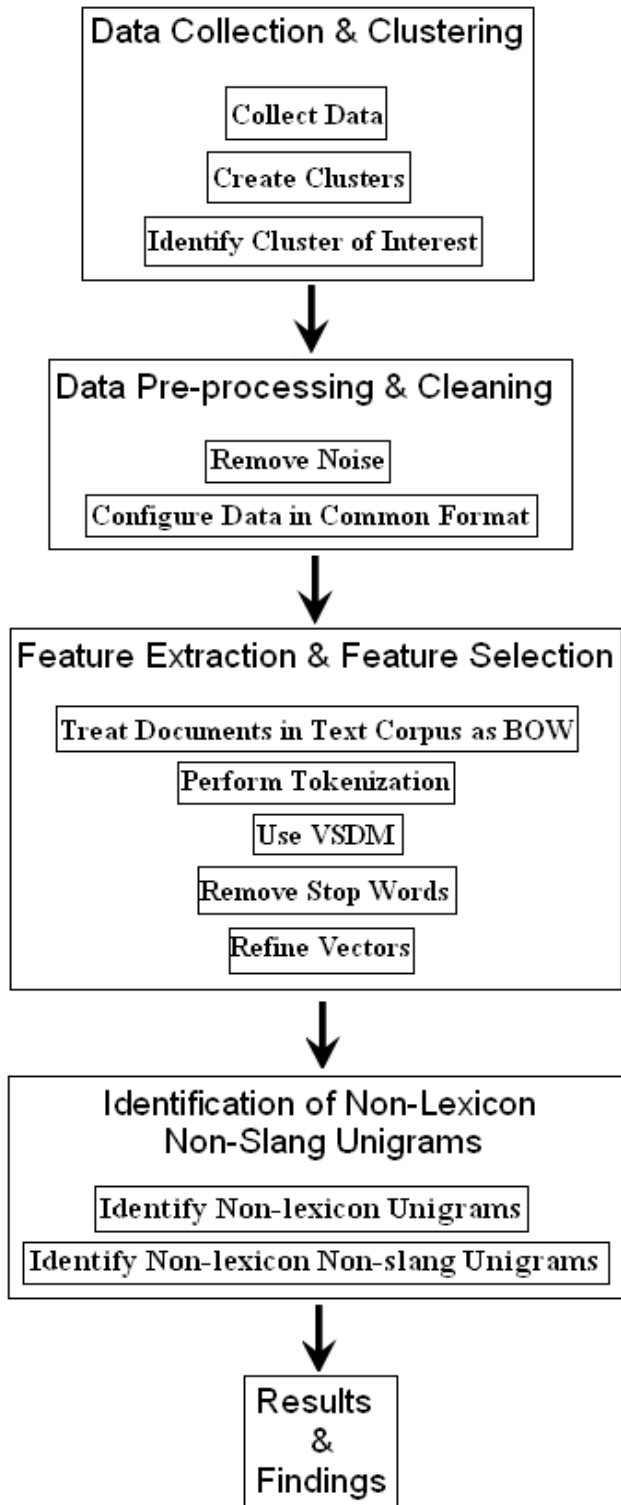 Data Collection & Clustering
Collect Data
Create Clusters
Identify Cluster of Interest
Data Pre-processing & Cleaning
Remove Noise
Configure Data in Common Format
Feature Extraction & Feature Selection
Treat Documents in Text Corpus as BOW
Perform Tokenization
Use VSDM
Remove Stop Words
Refine Vectors
Identification of Non-Lexicon
Non-Slang Unigrams
Identify Non-lexicon Unigrams
Identify Non-lexicon Non-slang Unigrams
Results
&
Findings